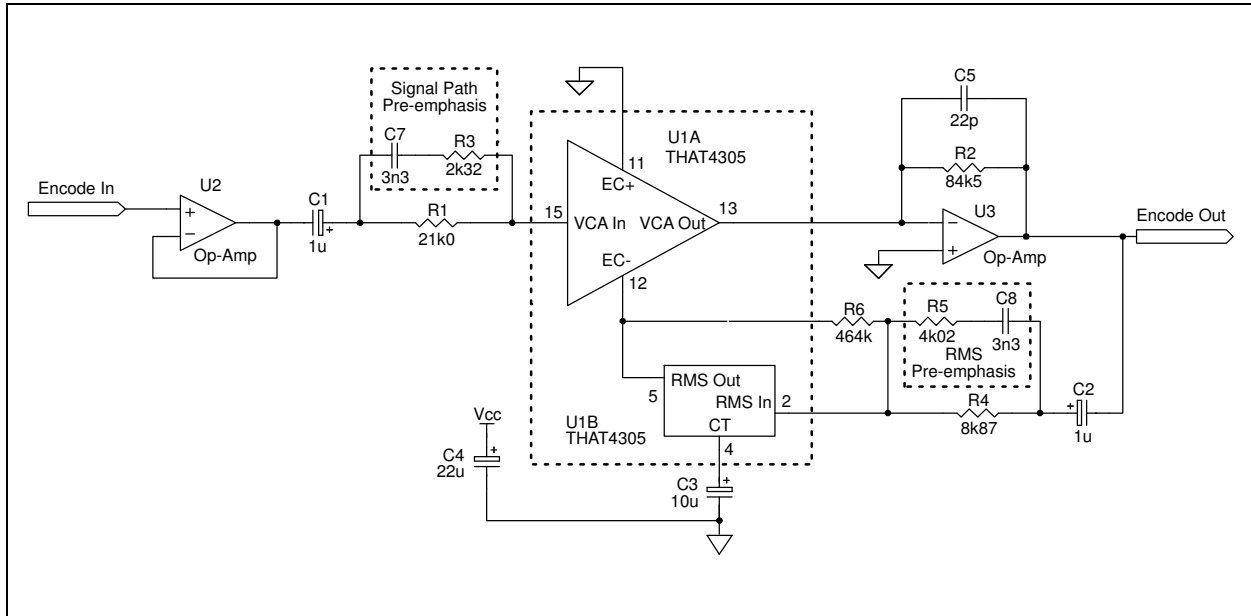 Signal Path
Pre-emphasis
C7
3n3
R3
2k32
Encode In
U2
+
−
Op-Amp
C1
+
1u
R1
21k0
U1A
THAT4305
11
EC+
15
VCA In
VCA Out
13
EC-
12
C5
22p
R2
84k5
U3
−
+
Op-Amp
Encode Out
R6
464k
R5
4k02
C8
3n3
RMS
Pre-emphasis
R4
8k87
C2
+
1u
5
RMS Out
RMS In
2
CT
4
U1B
THAT4305
Vcc
C4
+
22u
C3
+
10u